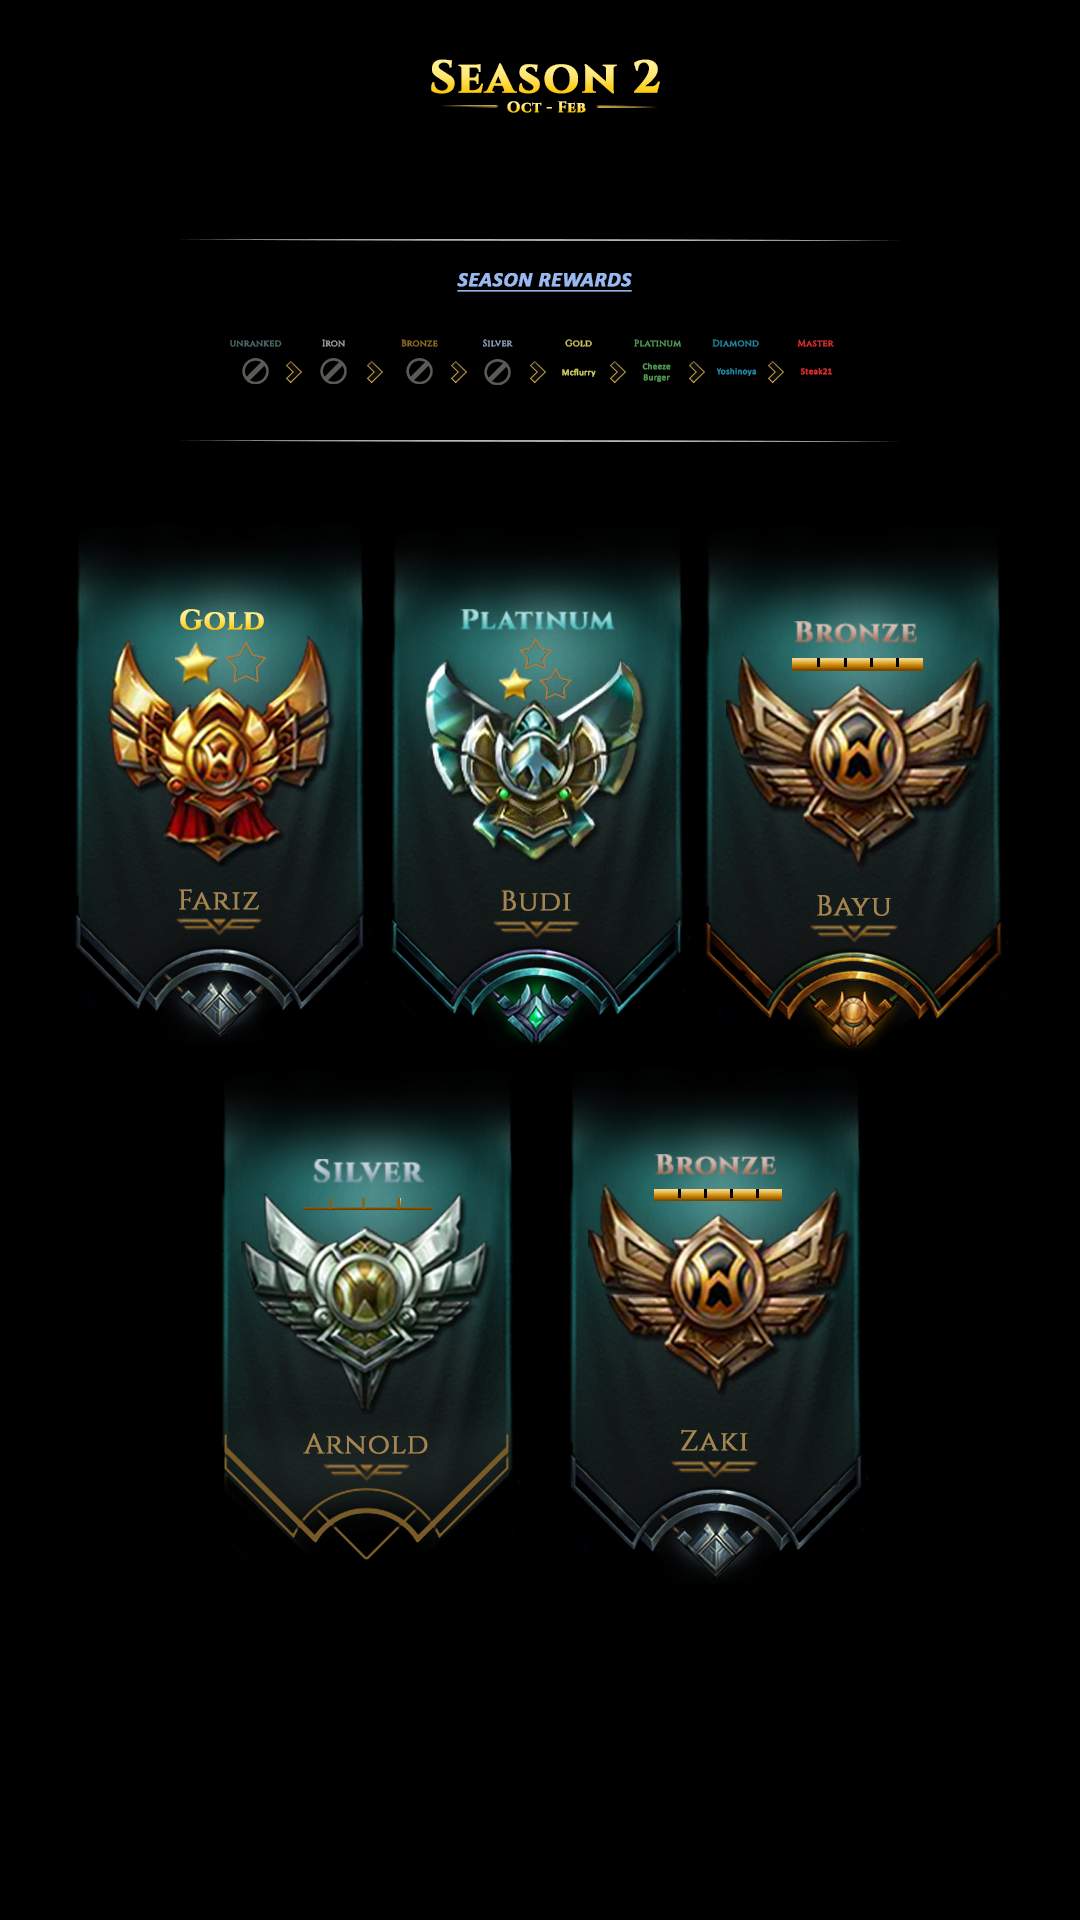 SEASON 2
OCT - FEB
SEASON REWARDS
UNRANKED IRON BRONZE SILVER GOLD PLATINUM DIAMOND MASTER
Mcflurry Cheeze Burger Yoshinoya Steak21
GOLD PLATINUM BRONZE
FARIZ BUDI BAYU
SILVER BRONZE
ARNOLD ZAKI